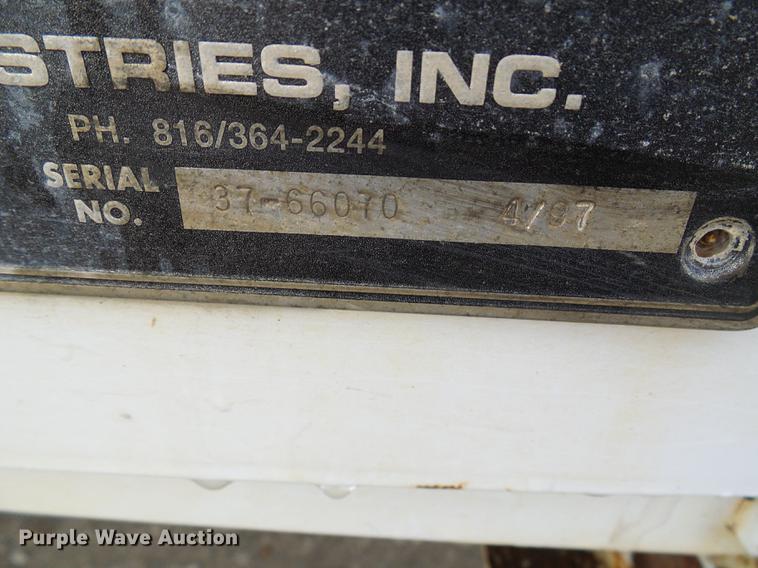 STRIES, INC.
PH. 816/364-2244
SERIAL NO. 37-66070 4/97
Purple Wave Auction